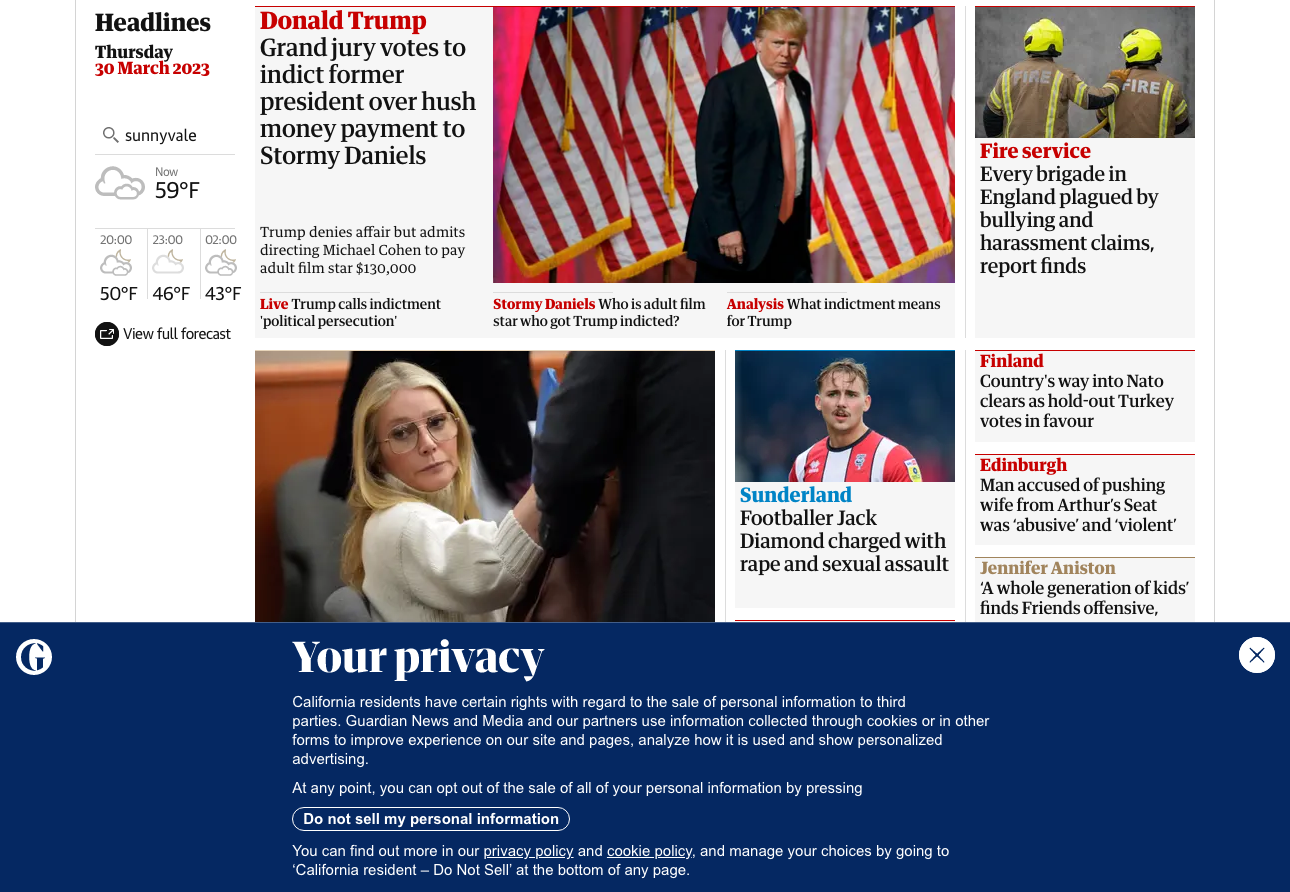 Headlines
Thursday
30 March 2023
sunnyvale
Now
59°F
20:00
23:00
02:00
50°F
46°F
43°F
View full forecast
Donald Trump
Grand jury votes to
indict former
president over hush
money payment to
Stormy Daniels
Trump denies affair but admits
directing Michael Cohen to pay
adult film star $130,000
Live Trump calls indictment
'political persecution'
Stormy Daniels Who is adult film
star who got Trump indicted?
Analysis What indictment means
for Trump
FIRE
FIRE
Fire service
Every brigade in
England plagued by
bullying and
harassment claims,
report finds
Sunderland
Footballer Jack
Diamond charged with
rape and sexual assault
Finland
Country's way into Nato
clears as hold-out Turkey
votes in favour
Edinburgh
Man accused of pushing
wife from Arthur’s Seat
was ‘abusive’ and ‘violent’
Jennifer Aniston
‘A whole generation of kids’
finds Friends offensive,
G
Your privacy
California residents have certain rights with regard to the sale of personal information to third
parties. Guardian News and Media and our partners use information collected through cookies or in other
forms to improve experience on our site and pages, analyze how it is used and show personalized
advertising.
At any point, you can opt out of the sale of all of your personal information by pressing
Do not sell my personal information
You can find out more in our privacy policy and cookie policy, and manage your choices by going to
‘California resident – Do Not Sell’ at the bottom of any page.